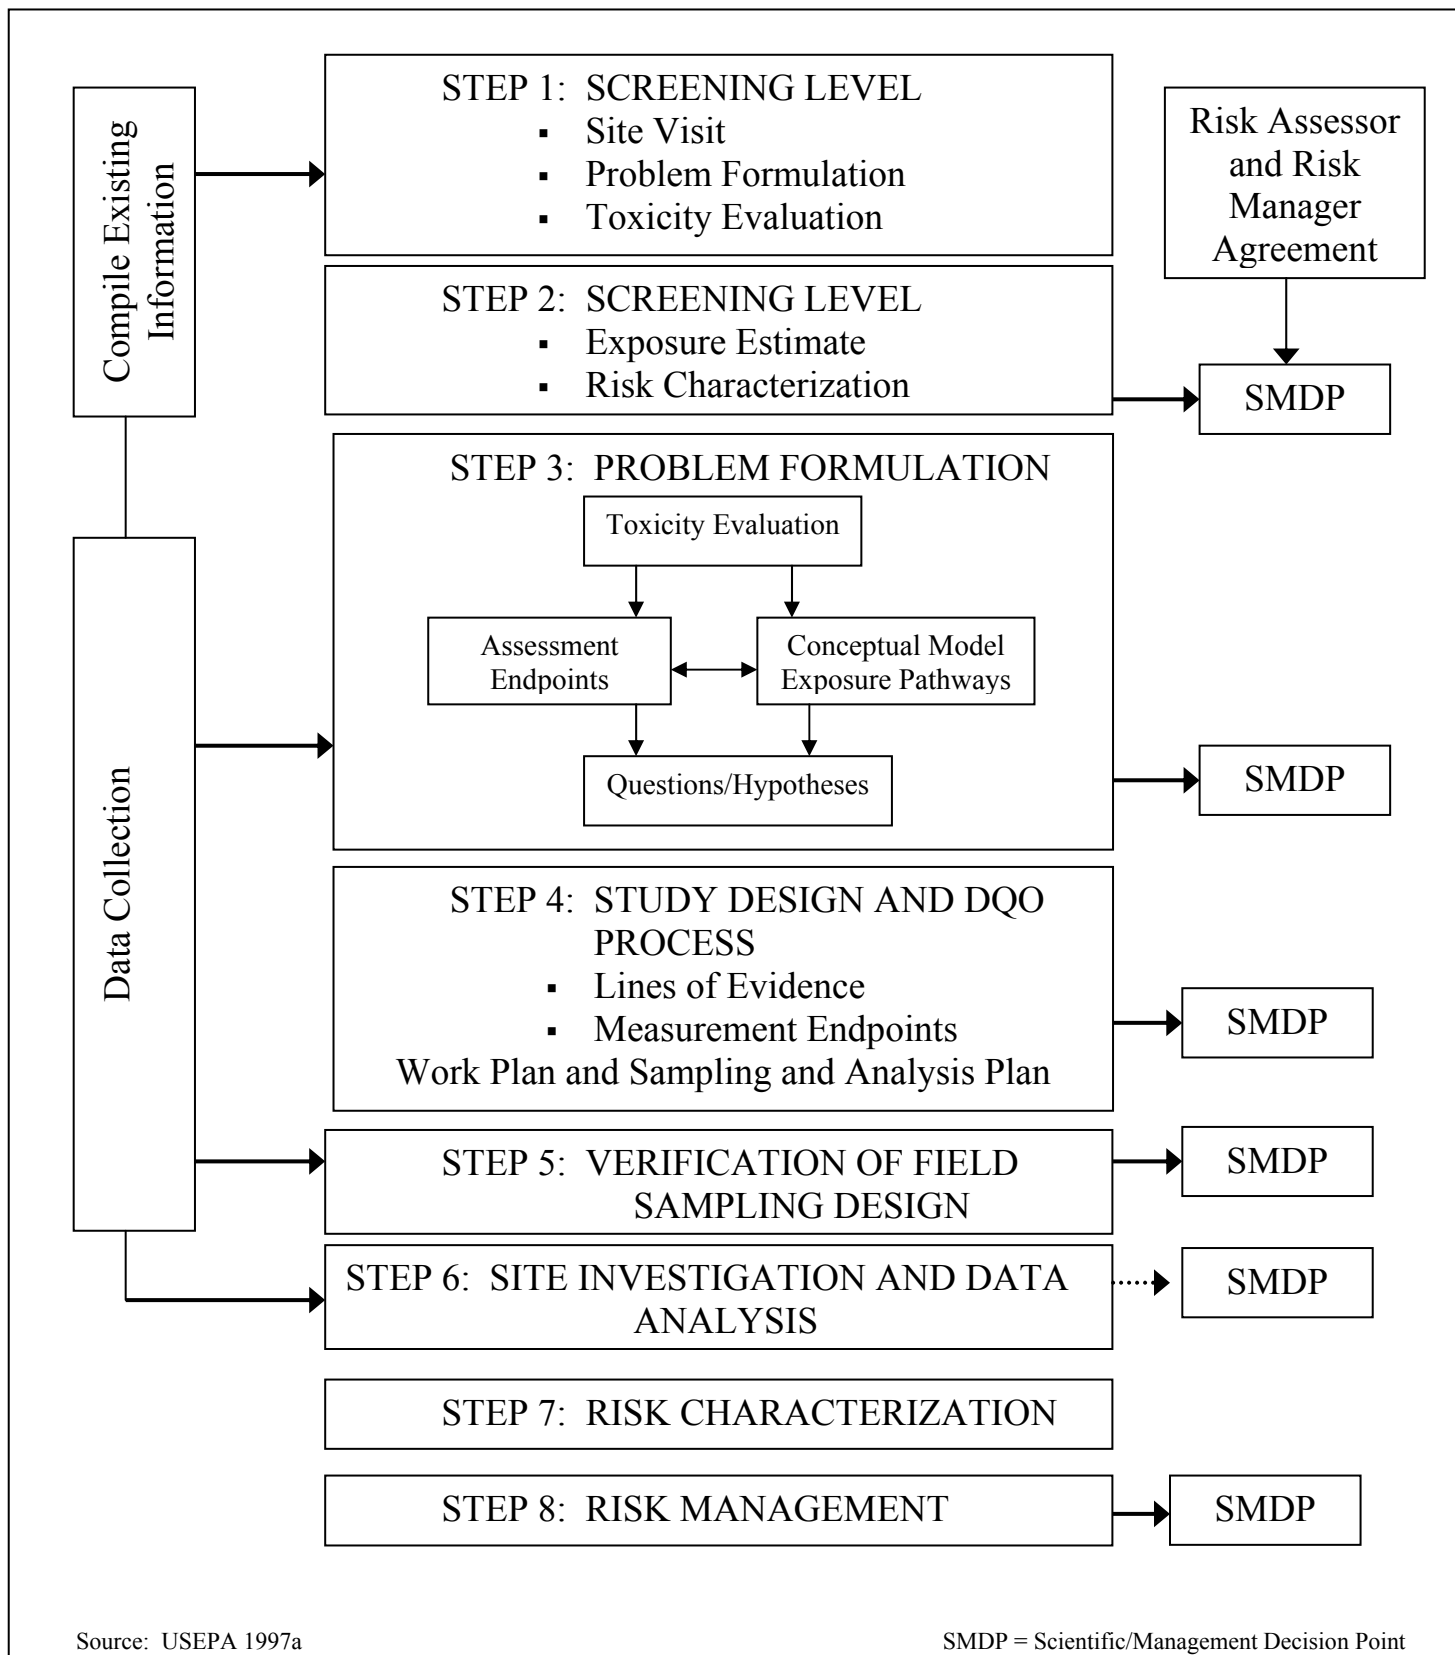 Compile Existing
Information
STEP 1:  SCREENING LEVEL
▪ Site Visit
▪ Problem Formulation
▪ Toxicity Evaluation
Risk Assessor
and Risk
Manager
Agreement
STEP 2:  SCREENING LEVEL
▪ Exposure Estimate
▪ Risk Characterization
SMDP
Data Collection
STEP 3:  PROBLEM FORMULATION
Toxicity Evaluation
Assessment
Endpoints
Conceptual Model
Exposure Pathways
Questions/Hypotheses
SMDP
STEP 4:  STUDY DESIGN AND DQO
PROCESS
▪ Lines of Evidence
▪ Measurement Endpoints
Work Plan and Sampling and Analysis Plan
SMDP
STEP 5:  VERIFICATION OF FIELD
SAMPLING DESIGN
SMDP
STEP 6:  SITE INVESTIGATION AND DATA
ANALYSIS
SMDP
STEP 7:  RISK CHARACTERIZATION
STEP 8:  RISK MANAGEMENT
SMDP
Source:  USEPA 1997a
SMDP = Scientific/Management Decision Point